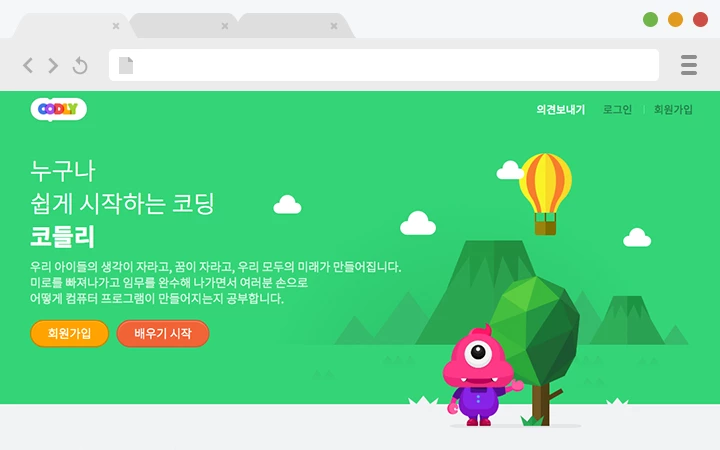 CODLY
의견보내기 로그인 회원가입
누구나
쉽게 시작하는 코딩
코들리
우리 아이들의 생각이 자라고, 꿈이 자라고, 우리 모두의 미래가 만들어집니다.
미로를 빠져나가고 임무를 완수해 나가면서 여러분 손으로
어떻게 컴퓨터 프로그램이 만들어지는지 공부합니다.
회원가입 배우기 시작